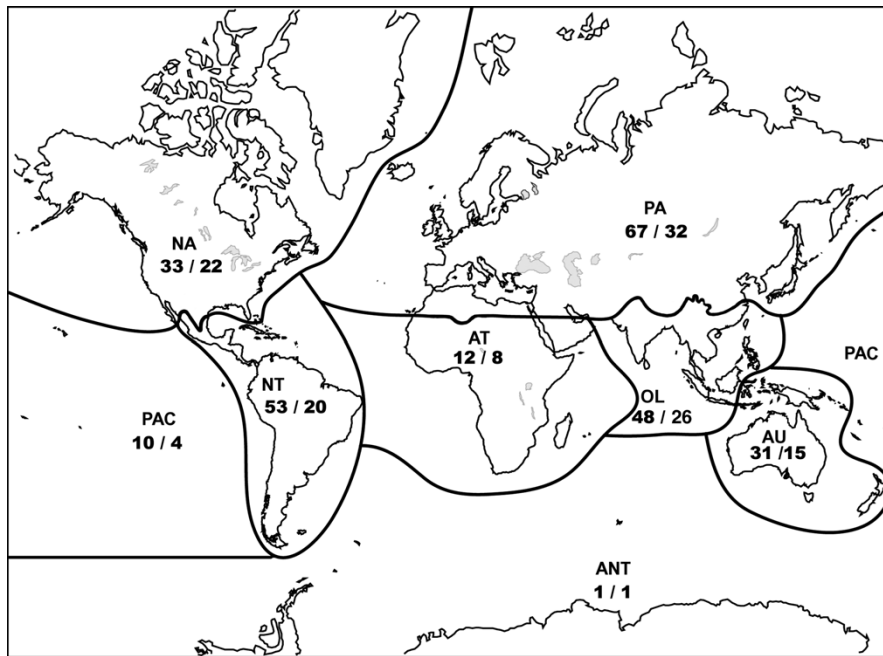 NA
33 / 22
PA
67 / 32
AT
12 / 8
PAC
NT
53 / 20
OL
48 / 26
PAC
10 / 4
AU
31 /15
ANT
1 / 1